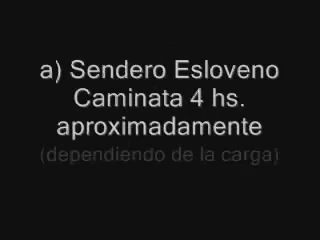 a) Sendero Esloveno
Caminata 4 hs.
aproximadamente
(dependiendo de la carga)